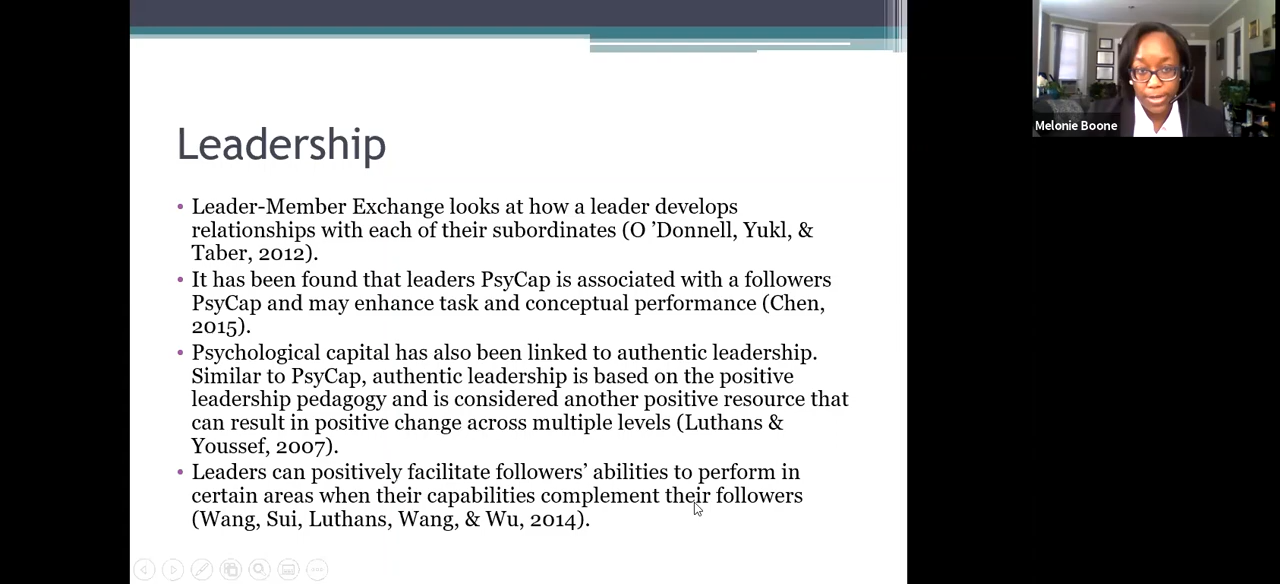 Leadership
• Leader-Member Exchange looks at how a leader develops
relationships with each of their subordinates (O ’Donnell, Yukl, &
Taber, 2012).
• It has been found that leaders PsyCap is associated with a followers
PsyCap and may enhance task and conceptual performance (Chen,
2015).
• Psychological capital has also been linked to authentic leadership.
Similar to PsyCap, authentic leadership is based on the positive
leadership pedagogy and is considered another positive resource that
can result in positive change across multiple levels (Luthans &
Youssef, 2007).
• Leaders can positively facilitate followers’ abilities to perform in
certain areas when their capabilities complement their followers
(Wang, Sui, Luthans, Wang, & Wu, 2014).
Melonie Boone